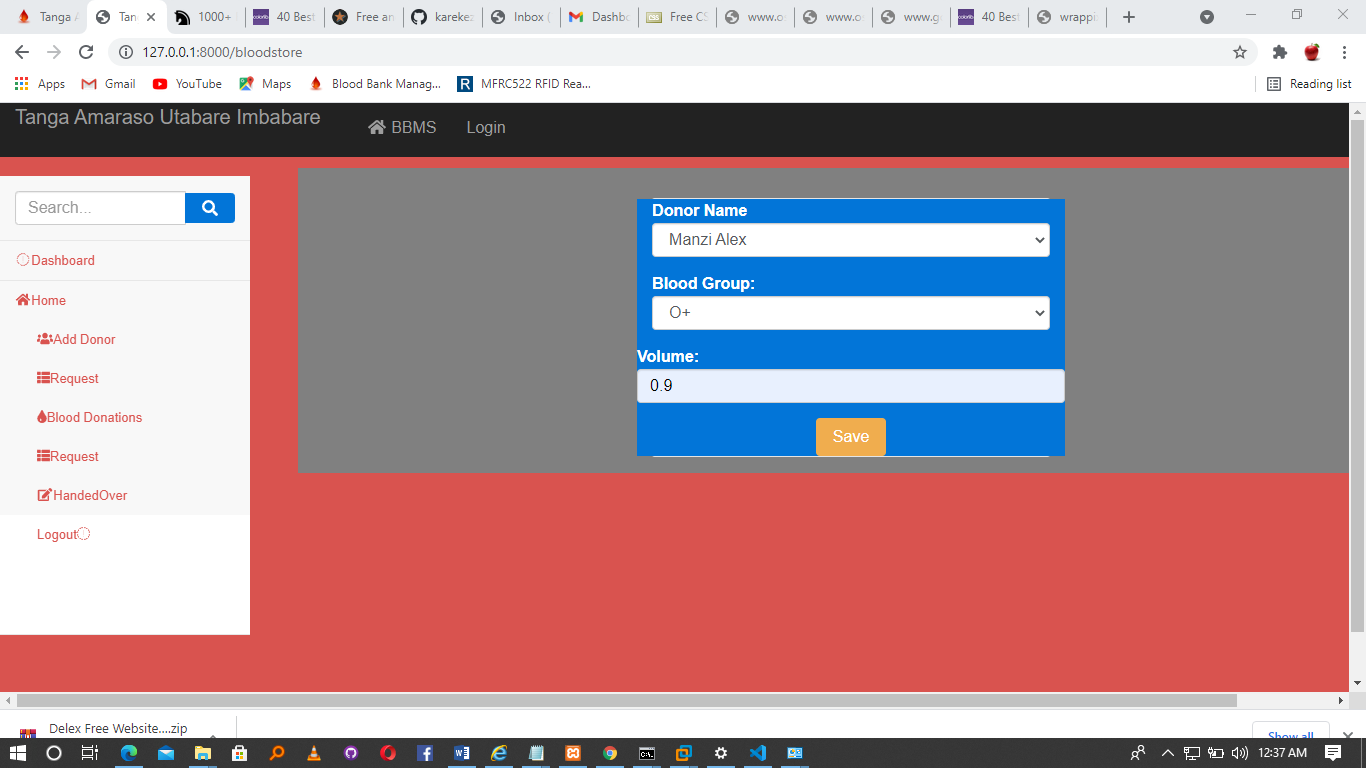 Tanga A
Tan
1000+
40 Best
Free an
karekez
Inbox (
Dashbo
Free CS
www.o
www.o
www.g
40 Best
wrappi
127.0.0.1:8000/bloodstore
Apps
Gmail
YouTube
Maps
Blood Bank Manag...
MFRC522 RFID Rea...
Reading list
Tanga Amaraso Utabare Imbabare
BBMS
Login
Search...
Dashboard
Home
Add Donor
Request
Blood Donations
Request
HandedOver
Logout
Donor Name
Manzi Alex
Blood Group:
O+
Volume:
0.9
Save
Delex Free Website....zip
Show all
12:37 AM